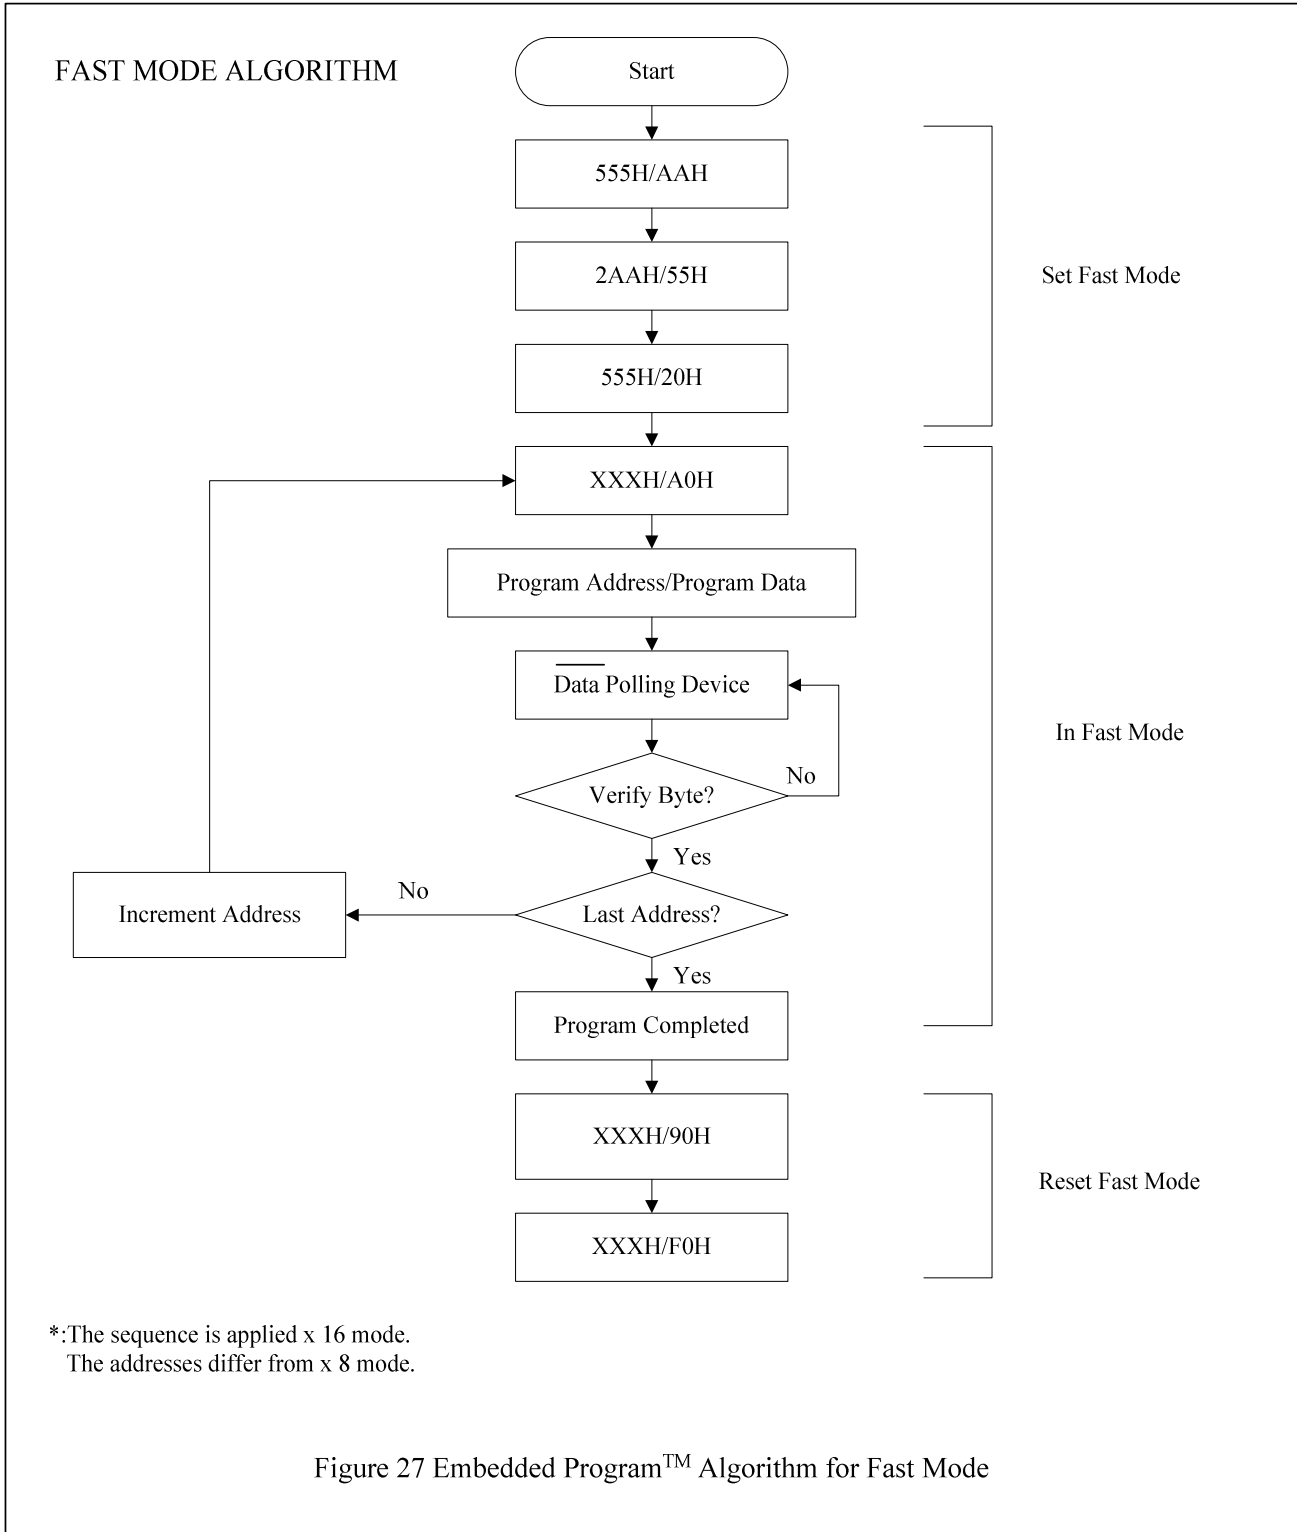 FAST MODE ALGORITHM
Start
555H/AAH
2AAH/55H
Set Fast Mode
555H/20H
XXXH/A0H
Program Address/Program Data
Data Polling Device
In Fast Mode
No
Verify Byte?
Yes
No
Increment Address
Last Address?
Yes
Program Completed
XXXH/90H
Reset Fast Mode
XXXH/F0H
*:The sequence is applied x 16 mode.
The addresses differ from x 8 mode.
Figure 27 Embedded Program™ Algorithm for Fast Mode